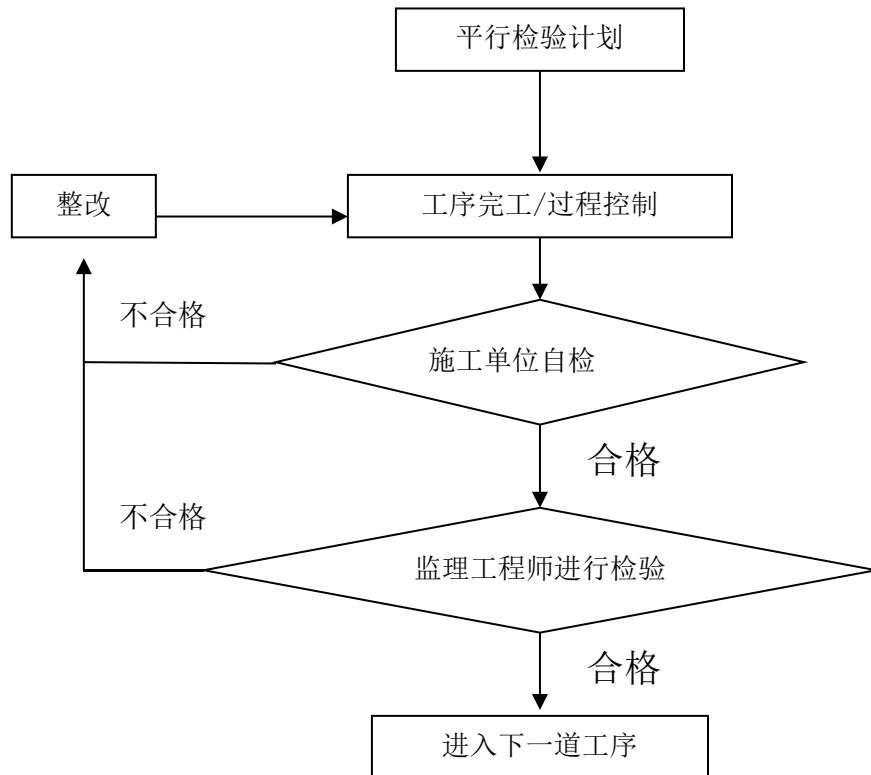 平行检验计划
整改
工序完工/过程控制
不合格
施工单位自检
合格
不合格
监理工程师进行检验
合格
进入下一道工序